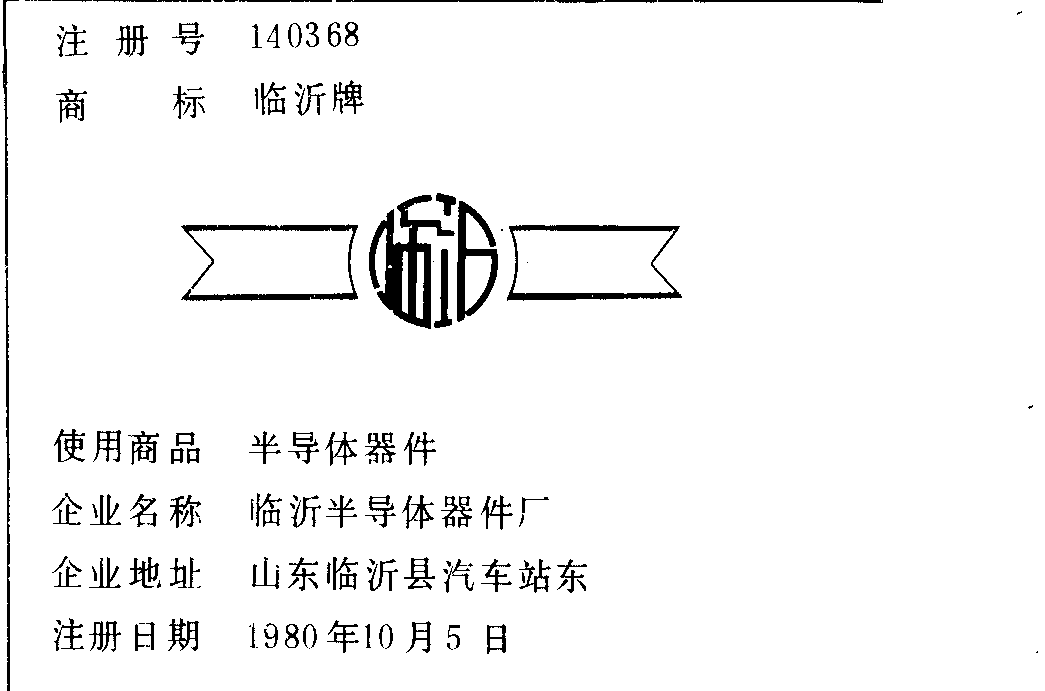 注册号 140368
商标 临沂牌
临沂
使用商品 半导体器件
企业名称 临沂半导体器件厂
企业地址 山东临沂县汽车站东
注册日期 1980年10月5日